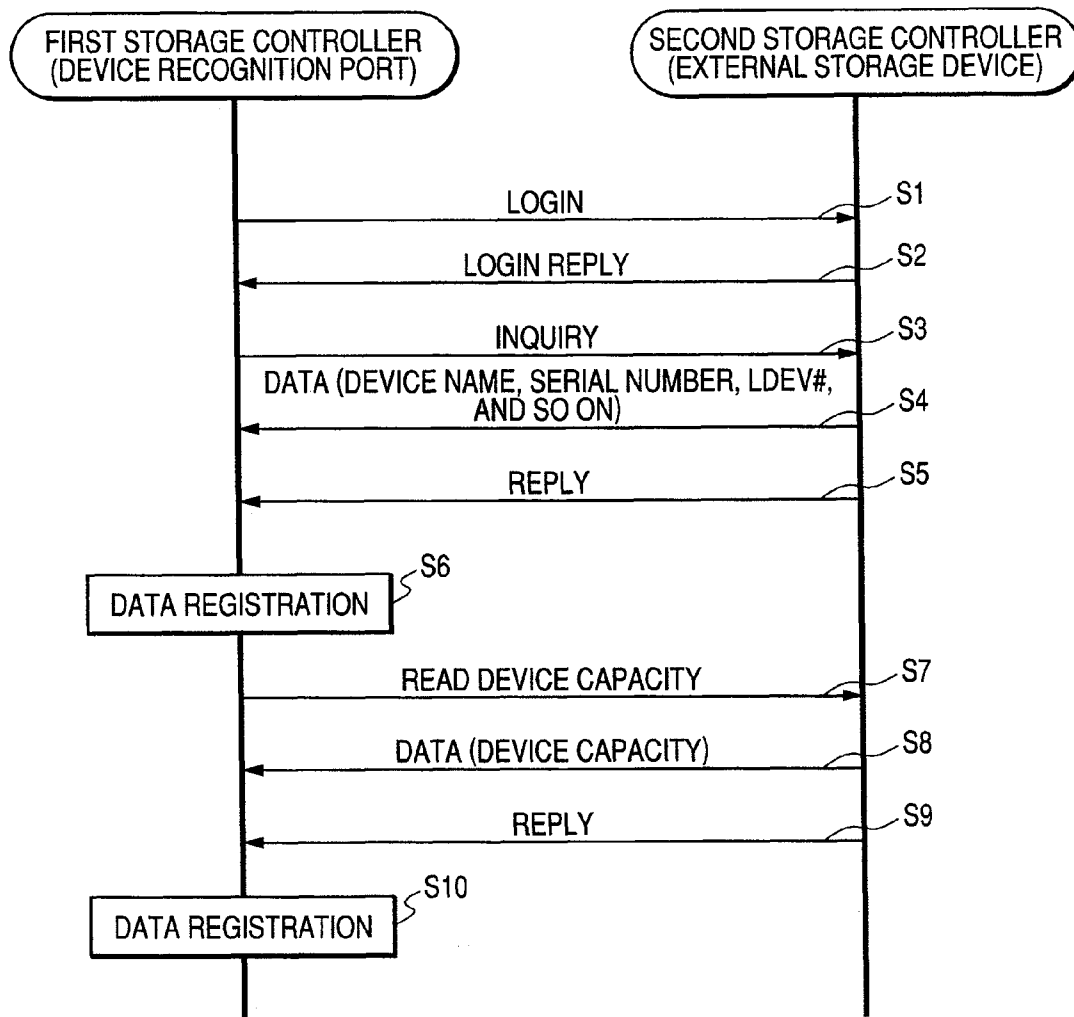 FIRST STORAGE CONTROLLER
(DEVICE RECOGNITION PORT)
SECOND STORAGE CONTROLLER
(EXTERNAL STORAGE DEVICE)
LOGIN
S1
LOGIN REPLY
S2
INQUIRY
S3
DATA (DEVICE NAME, SERIAL NUMBER, LDEV#,
AND SO ON)
S4
REPLY
S5
S6
DATA REGISTRATION
READ DEVICE CAPACITY
S7
DATA (DEVICE CAPACITY)
S8
REPLY
S9
S10
DATA REGISTRATION